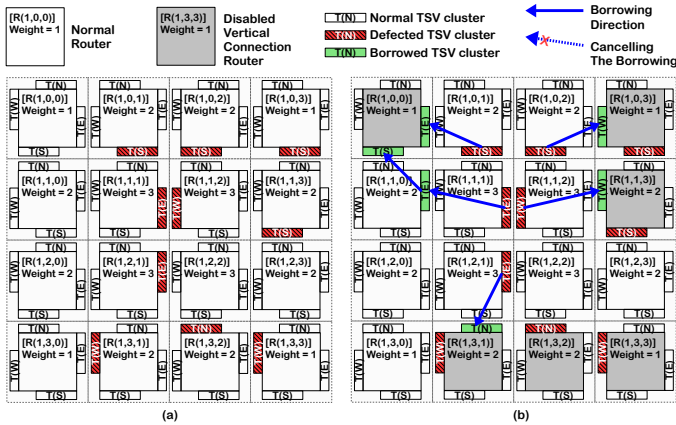 [R(1,0,0)]
Weight = 1
Normal
Router
[R(1,3,3)]
Weight = 1
Disabled
Vertical
Connection
Router
T(N) Normal TSV cluster
T(N) Defected TSV cluster
T(N) Borrowed TSV cluster
Borrowing
Direction
Cancelling
The Borrowing
T(N) T(N) T(N) T(N)
T(W) [R(1,0,0)] T(E) T(W) [R(1,0,1)] T(E) T(W) [R(1,0,2)] T(E) T(W) [R(1,0,3)] T(E)
Weight = 1 Weight = 2 Weight = 2 Weight = 1
T(S) T(S) T(S) T(S)
T(N) T(N) T(N) T(N)
T(W) [R(1,1,0)] T(E) T(W) [R(1,1,1)] T(E) T(W) [R(1,1,2)] T(E) T(W) [R(1,1,3)] T(E)
Weight = 2 Weight = 3 Weight = 3 Weight = 2
T(S) T(S) T(S) T(S)
T(N) T(N) T(N) T(N)
T(W) [R(1,2,0)] T(E) T(W) [R(1,2,1)] T(E) T(W) [R(1,2,2)] T(E) T(W) [R(1,2,3)] T(E)
Weight = 2 Weight = 3 Weight = 3 Weight = 2
T(S) T(S) T(S) T(S)
T(N) T(N) T(N) T(N)
T(W) [R(1,3,0)] T(E) T(W) [R(1,3,1)] T(E) T(W) [R(1,3,2)] T(E) T(W) [R(1,3,3)] T(E)
Weight = 1 Weight = 2 Weight = 2 Weight = 1
T(S) T(S) T(S) T(S)
(a)
T(N) T(N) T(N) T(N)
T(W) [R(1,0,0)] T(E) T(W) [R(1,0,1)] T(E) T(W) [R(1,0,2)] T(E) T(W) [R(1,0,3)] T(E)
Weight = 1 Weight = 2 Weight = 2 Weight = 1
T(S) T(S) T(S) T(S)
T(N) T(N) T(N) T(N)
T(W) [R(1,1,0)] T(E) T(W) [R(1,1,1)] T(E) T(W) [R(1,1,2)] T(E) T(W) [R(1,1,3)] T(E)
Weight = 2 Weight = 3 Weight = 3 Weight = 2
T(S) T(S) T(S) T(S)
T(N) T(N) T(N) T(N)
T(W) [R(1,2,0)] T(E) T(W) [R(1,2,1)] T(E) T(W) [R(1,2,2)] T(E) T(W) [R(1,2,3)] T(E)
Weight = 2 Weight = 3 Weight = 3 Weight = 2
T(S) T(S) T(S) T(S)
T(N) T(N) T(N) T(N)
T(W) [R(1,3,0)] T(E) T(W) [R(1,3,1)] T(E) T(W) [R(1,3,2)] T(E) T(W) [R(1,3,3)] T(E)
Weight = 1 Weight = 2 Weight = 2 Weight = 1
T(S) T(S) T(S) T(S)
(b)